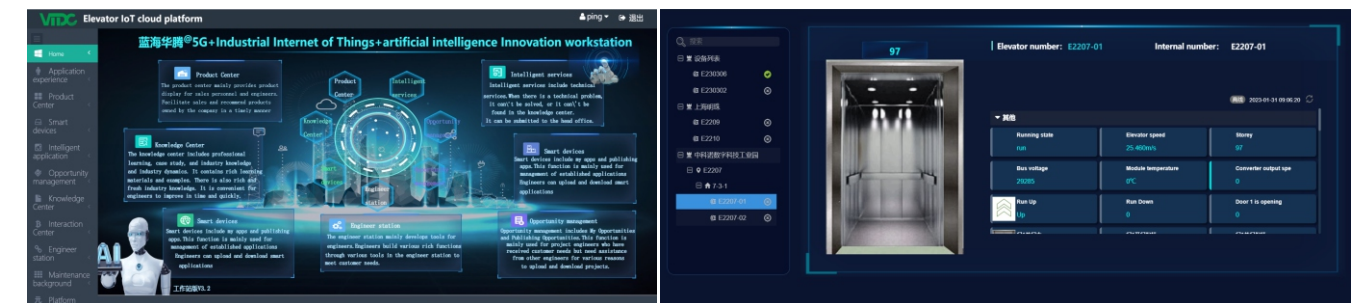 VTDC Elevator IoT cloud platform
ping
退出
Home
Application
experience
Product
Center
Smart
devices
Intelligent
application
Opportunity
management
Knowledge
Center
Interaction
Center
Engineer
station
Maintenance
background
Platform
蓝海华腾@5G+Industrial Internet of Things+artificial intelligence Innovation workstation
Product Center
The product center mainly provides product
display for sales personnel and engineers.
Facilitate sales and recommend products
owned by the company in a timely manner
Knowledge Center
The knowledge center includes professional
learning, case study, and industry knowledge
and industry dynamics. It contains rich learning
materials and examples. There is also rich and
fresh industry knowledge. It is convenient for
engineers to improve in time and quickly.
Smart devices
Smart devices include my apps and publishing
apps. This function is mainly used for
management of established applications
Engineers can upload and download smart
applications
Product
Center
Intelligent
services
Knowledge
Center
Opportunity
Smart
devices
Engineer
station
Engineer station
The engineer station mainly develops tools for
engineers. Engineers build various rich functions
through various tools in the engineer station to
meet customer needs.
Intelligent services
Intelligent services include technical
services. When there is a technical problem,
it can't be solved, or it can't be
found in the knowledge center.
It can be submitted to the head office.
Smart devices
Smart devices include my apps and publishing
apps. This function is mainly used for
management of established applications
Engineers can upload and download smart
applications
Opportunity management
Opportunity management includes My Opportunities
and Publishing Opportunities. This function is
mainly used for project engineers who have
received customer needs but need assistance
from other engineers for various reasons
to upload and download projects.
AI
工作站版V3.2
搜索
设备列表
E230306
E230302
上海明珠
E2209
E2210
E2207
7-3-1
E2207-01
E2207-02
97
Elevator number: E2207-01
Internal number: E2207-01
2023-01-31 09:06:20
其他
Running state
run
Elevator speed
25.400m/s
Storey
97
Bus voltage
29285
Module temperature
0℃
Converter output spe
0
Run Up
Up
Run Down
0
Door 1 is opening
0